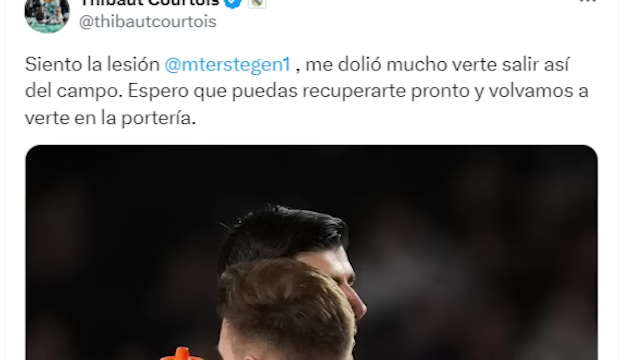 Thibaut Courtois
@thibautcourtois
Siento la lesión @mterstegen1 , me dolió mucho verte salir así
del campo. Espero que puedas recuperarte pronto y volvamos a
verte en la portería.